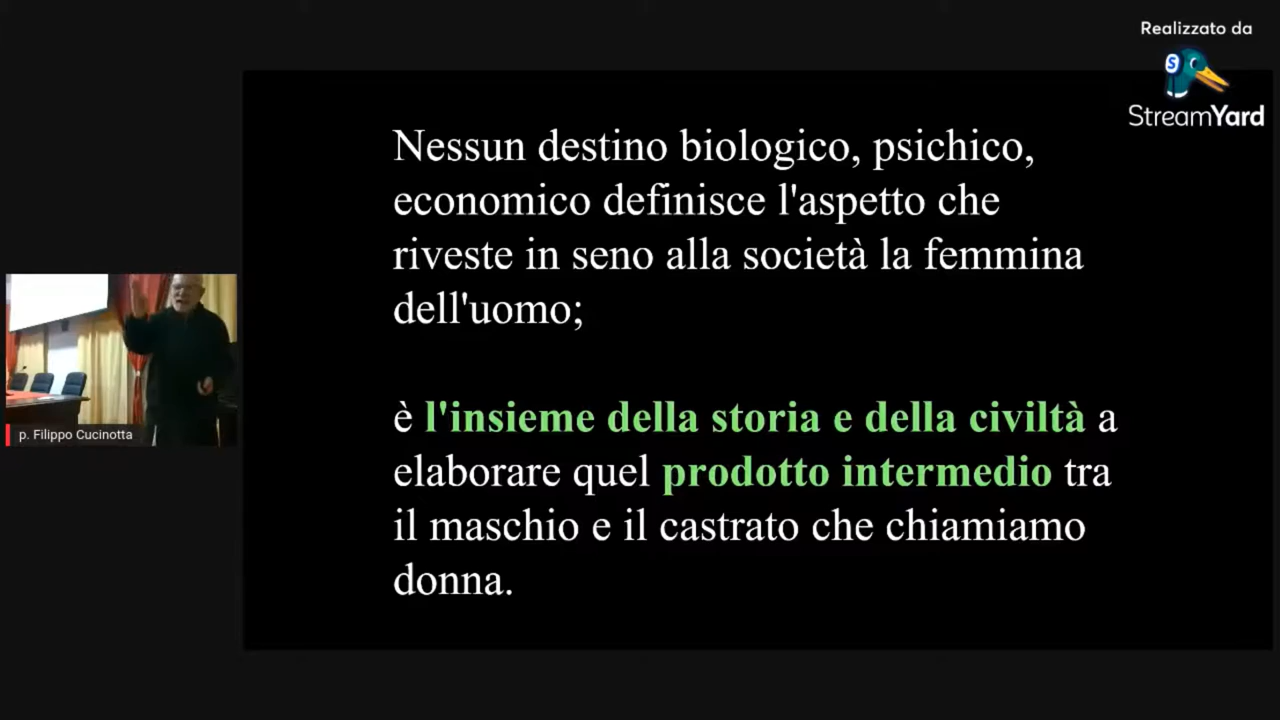 Realizzato da
StreamYard
Nessun destino biologico, psichico,
economico definisce l'aspetto che
riveste in seno alla società la femmina
dell'uomo;
è l'insieme della storia e della civiltà a
elaborare quel prodotto intermedio tra
il maschio e il castrato che chiamiamo
donna.
p. Filippo Cucinotta